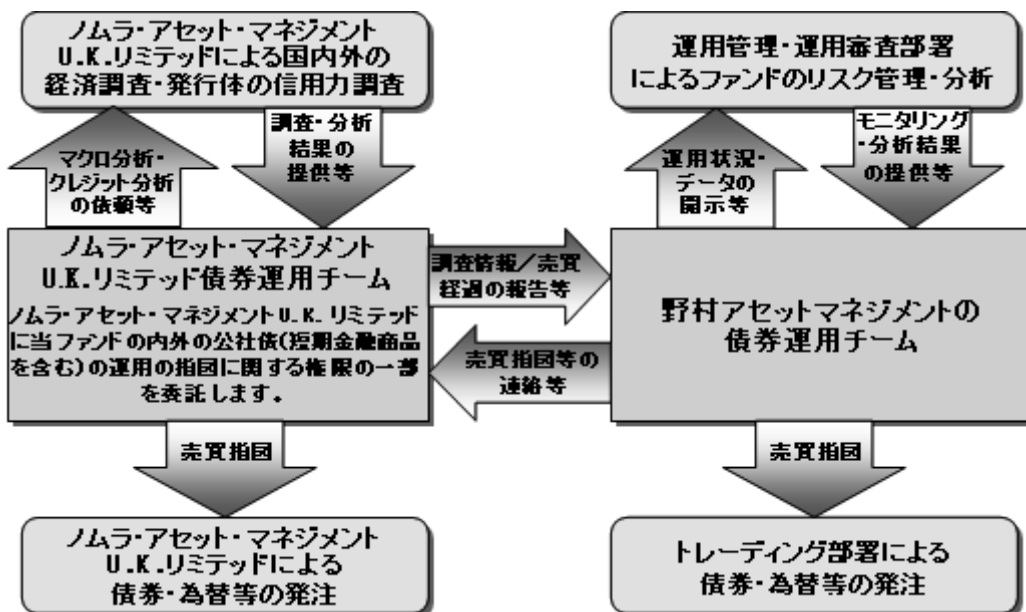 ノムラ・アセット・マネジメント
U.K.リミテッドによる国内外の
経済調査・発行体の信用力調査
運用管理・運用審査部署
によるファンドのリスク管理・分析
マクロ分析・
クレジット分析
の依頼等
調査・分析
結果の
提供等
運用状況・
データの
開示等
モニタリング
・分析結果
の提供等
ノムラ・アセット・マネジメント
U.K.リミテッド債券運用チーム
ノムラ・アセット・マネジメントU.K.リミテッド
に当ファンドの内外の公社債(短期金融商品
を含む)の運用の指図に関する権限の一部
を委託します。
調査情報/売買
経過の報告等
売買指図等の
連絡等
野村アセットマネジメントの
債券運用チーム
売買指図
売買指図
ノムラ・アセット・マネジメント
U.K.リミテッドによる
債券・為替等の発注
トレーディング部署による
債券・為替等の発注